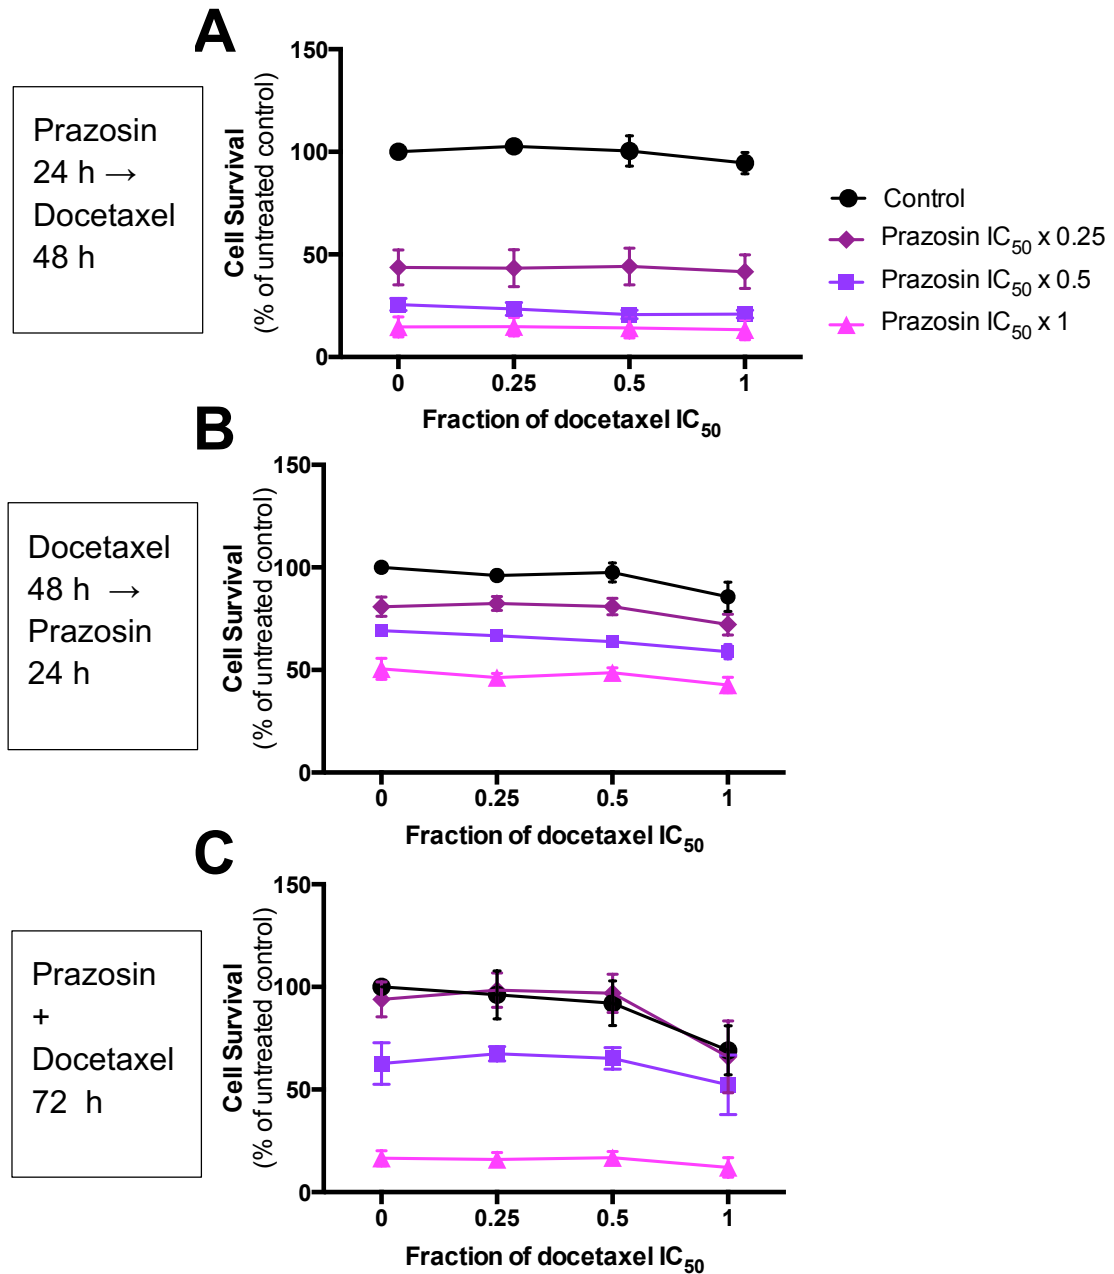 A
Prazosin
24 h →
Docetaxel
48 h
Cell Survival
(% of untreated control)
150
100
50
0
0 0.25 0.5 1
Fraction of docetaxel IC50
Control
Prazosin IC50 x 0.25
Prazosin IC50 x 0.5
Prazosin IC50 x 1
B
Docetaxel
48 h →
Prazosin
24 h
Cell Survival
(% of untreated control)
150
100
50
0
0 0.25 0.5 1
Fraction of docetaxel IC50
C
Prazosin
+
Docetaxel
72 h
Cell Survival
(% of untreated control)
150
100
50
0
0 0.25 0.5 1
Fraction of docetaxel IC50